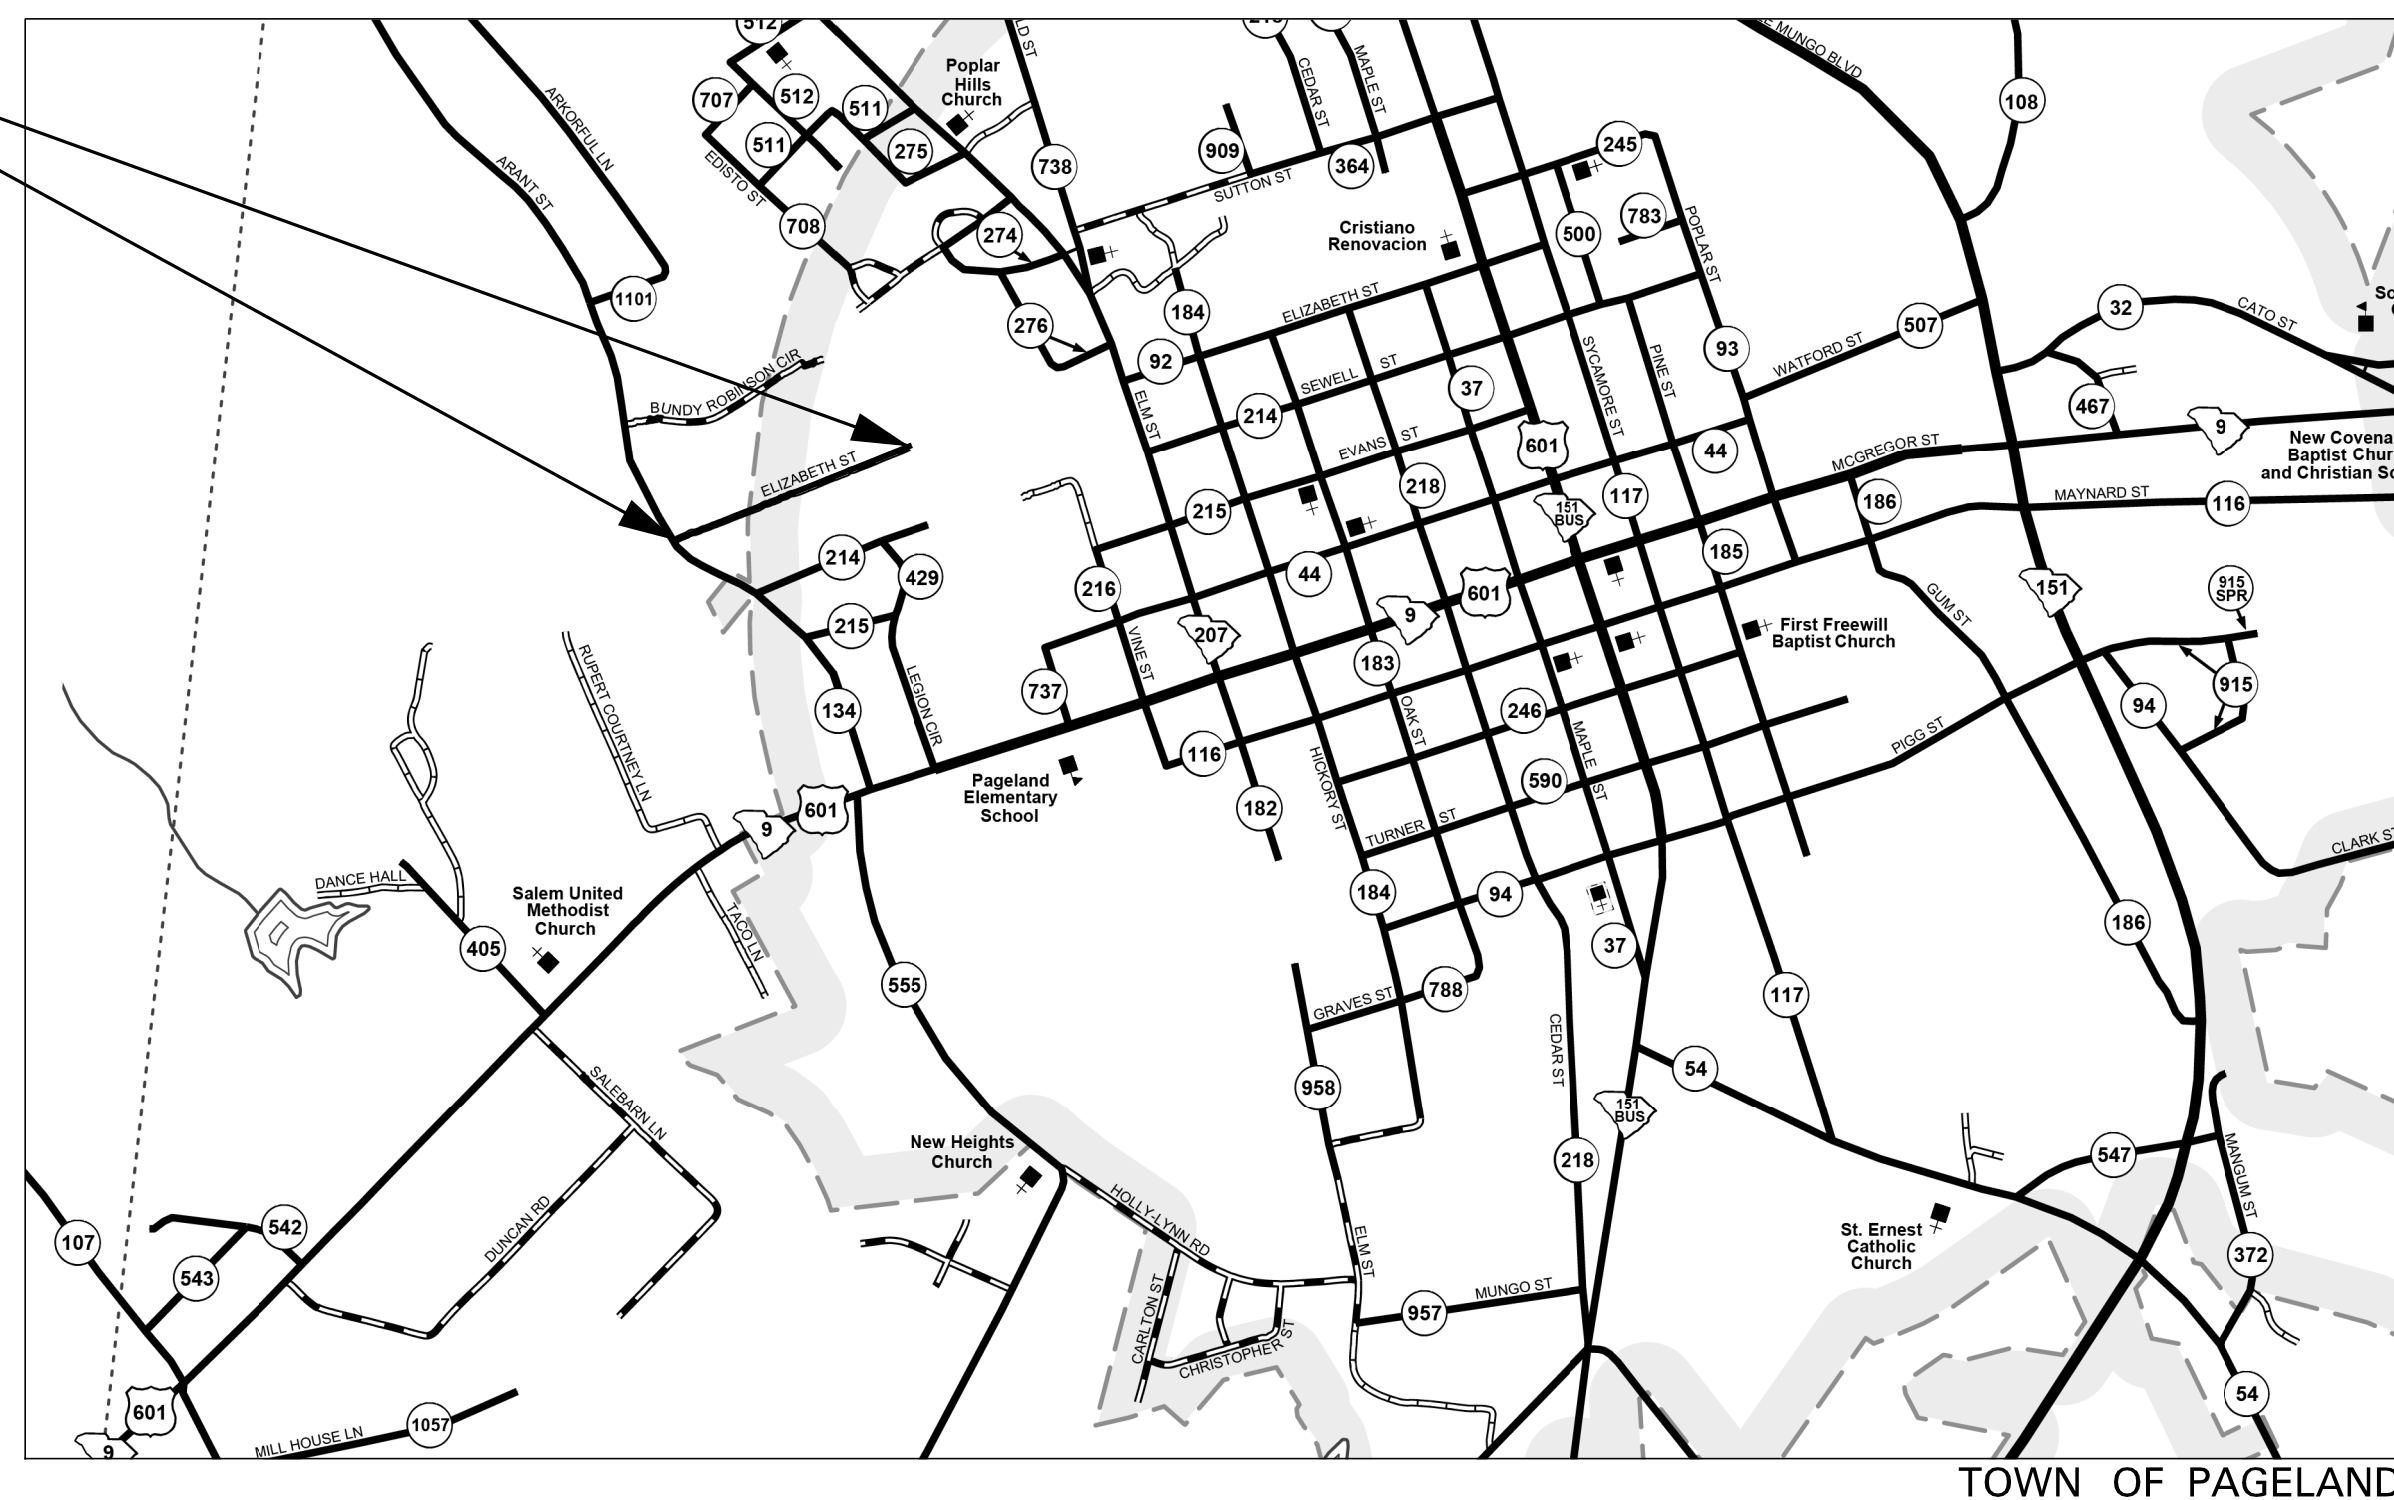 512
LD ST
MAPLE ST
CEDAR ST
MUNGO BLVD
ARKORFUL LN
Poplar
Hills
Church
707
512
511
108
ARANT ST
511
275
738
909
364
245
EDISTO ST
SUTTON ST
708
274
Cristiano
Renovacion
500
783
POPLAR ST
1101
276
184
ELIZABETH ST
32
CATO ST
507
BUNDY ROBINSON CIR
92
SEWELL ST
37
SYCAMORE ST
PINE ST
93
WATFORD ST
467
ELM ST
214
EVANS ST
601
44
9
MCGREGOR ST
New Covena
Baptist Chur
and Christian Sc
ELIZABETH ST
215
218
151
BUS
117
186
MAYNARD ST
116
214
429
216
44
601
185
GUM ST
151
915
SPR
215
VINE ST
207
9
183
First Freewill
Baptist Church
RUPERT COURTNEY LN
LEGION CIR
134
737
116
OAK ST
246
MAPLE ST
PIGG ST
94
915
601
9
Pageland
Elementary
School
182
HICKORY ST
590
TURNER ST
CLARK ST
DANCE HALL
Salem United
Methodist
Church
TACO LN
184
94
186
405
37
555
GRAVES ST
788
117
SALEBARN LN
958
CEDAR ST
54
151
BUS
New Heights
Church
218
547
MANGUM ST
107
542
DUNCAN RD
HOLLY-LYNN RD
ELM ST
St. Ernest
Catholic
Church
372
543
CARLTON ST
MUNGO ST
957
CHRISTOPHER ST
601
9
MILL HOUSE LN
1057
54
TOWN OF PAGELAND